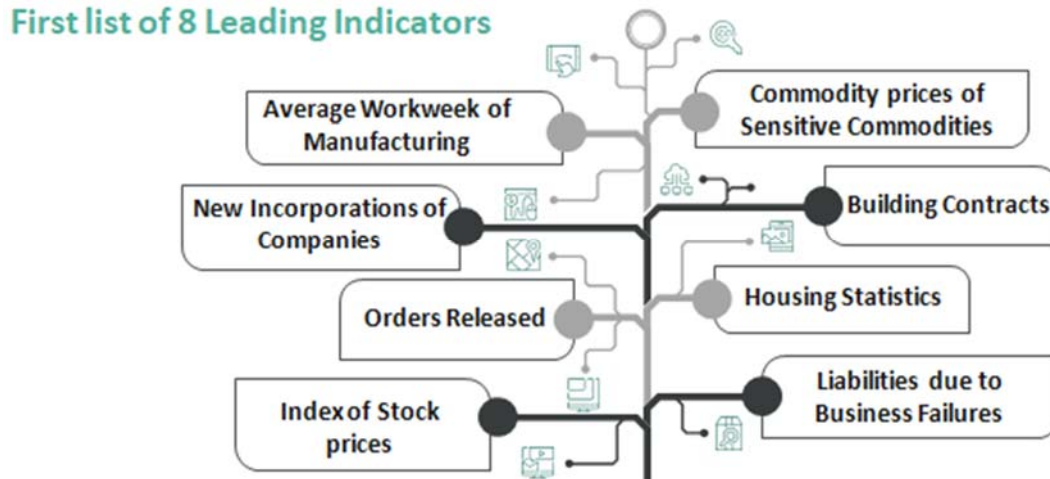 First list of 8 Leading Indicators
Average Workweek of
Manufacturing
Commodity prices of
Sensitive Commodities
New Incorporations of
Companies
Building Contracts
Orders Released
Housing Statistics
Index of Stock
prices
Liabilities due to
Business Failures